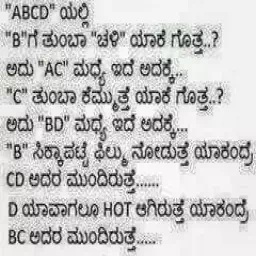 "ABCD" ಯಲ್ಲಿ
"B"ಗೆ ತುಂಬಾ "ಚಳಿ" ಯಾಕೆ ಗೊತ್ತ..?
ಅದು "AC" ಮಧ್ಯೆ ಇದೆ ಅದಕ್ಕೆ..
"C" ತುಂಬಾ ಕೆಮ್ಮುತ್ತೆ ಯಾಕೆ ಗೊತ್ತ..?
ಅದು "BD" ಮಧ್ಯೆ ಇದೆ ಅದಕ್ಕೆ...
"B" ಸಿಕ್ಕಾಪಟ್ಟೆ ಫಿಲ್ಮು ನೋಡುತ್ತೆ ಯಾಕಂದ್ರೆ
CD ಅದರ ಮುಂದಿರುತ್ತೆ......
D ಯಾವಾಗಲೂ HOT ಆಗಿರುತ್ತೆ ಯಾಕಂದ್ರೆ
BC ಅದರ ಮುಂದಿರುತ್ತೆ.....